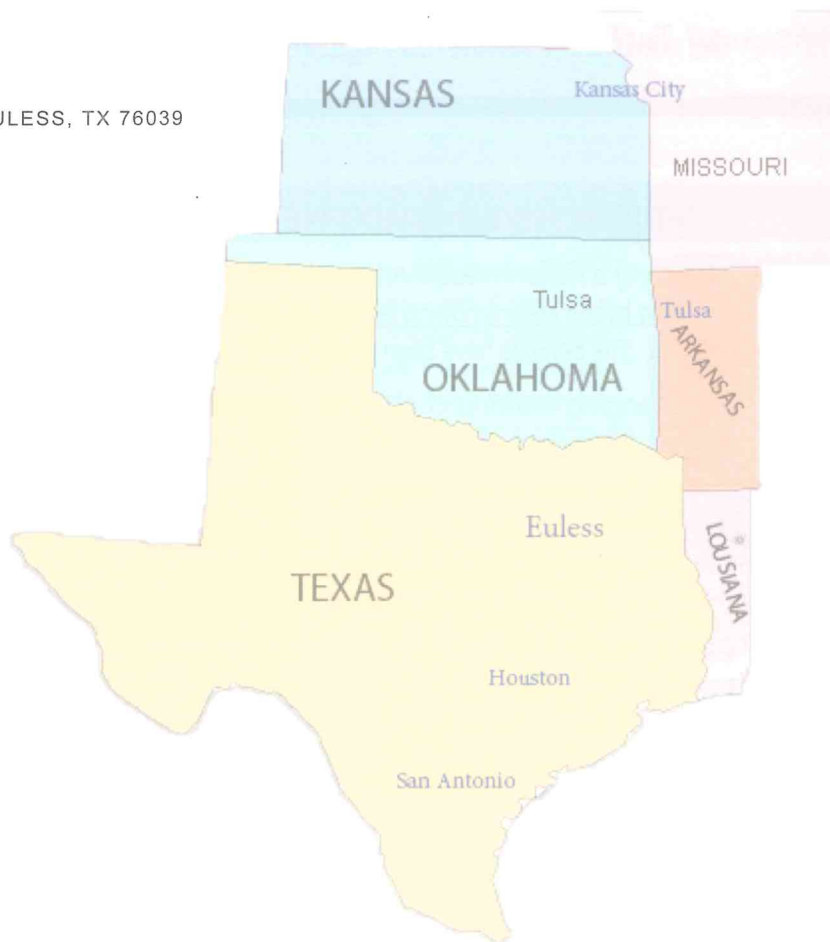 KANSAS
Kansas City
ULESS, TX 76039
MISSOURI
Tulsa
Tulsa
ARKANSAS
OKLAHOMA
Euless
LOUSIANA
TEXAS
Houston
San Antonio